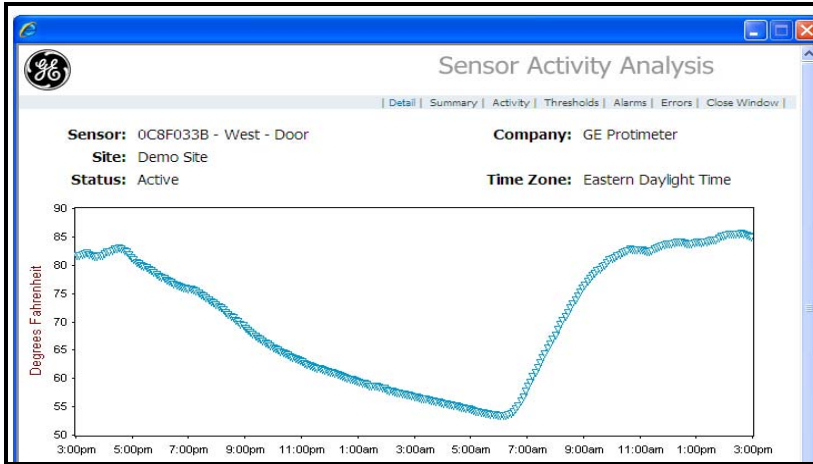 Sensor Activity Analysis
| Detail | Summary | Activity | Thresholds | Alarms | Errors | Close Window |
Sensor: 0C8F033B - West - Door Company: GE Protimeter
Site: Demo Site
Status: Active Time Zone: Eastern Daylight Time
Degrees Fahrenheit
90
85
80
75
70
65
60
55
50
3:00pm 5:00pm 7:00pm 9:00pm 11:00pm 1:00am 3:00am 5:00am 7:00am 9:00am 11:00am 1:00pm 3:00pm